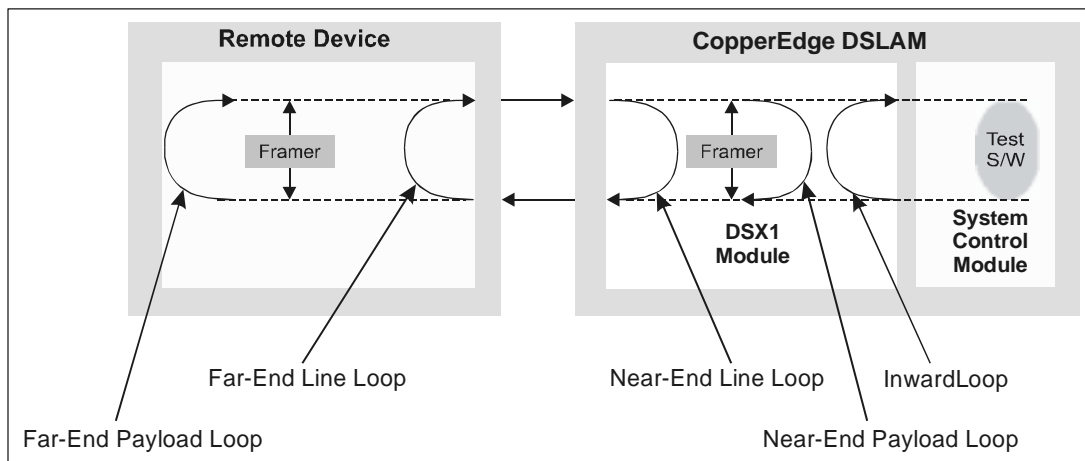 Remote Device
CopperEdge DSLAM
Framer
Framer
Test
S/W
DSX1
Module
System
Control
Module
Far-End Line Loop
Near-End Line Loop
InwardLoop
Far-End Payload Loop
Near-End Payload Loop